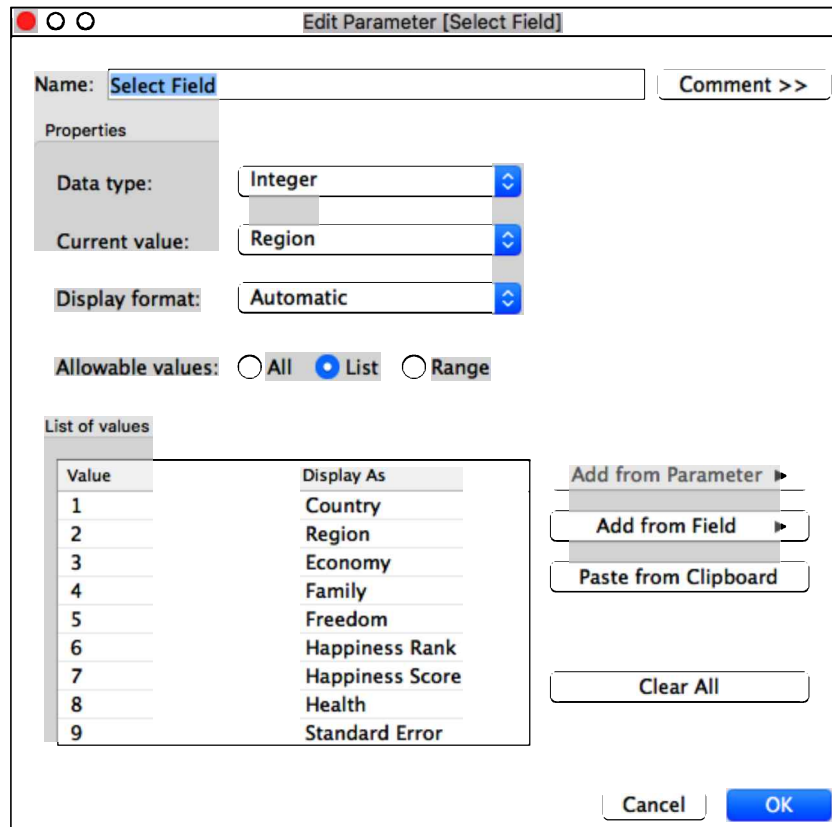 Edit Parameter [Select Field]
Name: Select Field Comment >>
Properties
Data type: Integer
Current value: Region
Display format: Automatic
Allowable values: All List Range
List of values
Value Display As Add from Parameter
1 Country
2 Region Add from Field
3 Economy
4 Family Paste from Clipboard
5 Freedom
6 Happiness Rank
7 Happiness Score Clear All
8 Health
9 Standard Error
Cancel OK